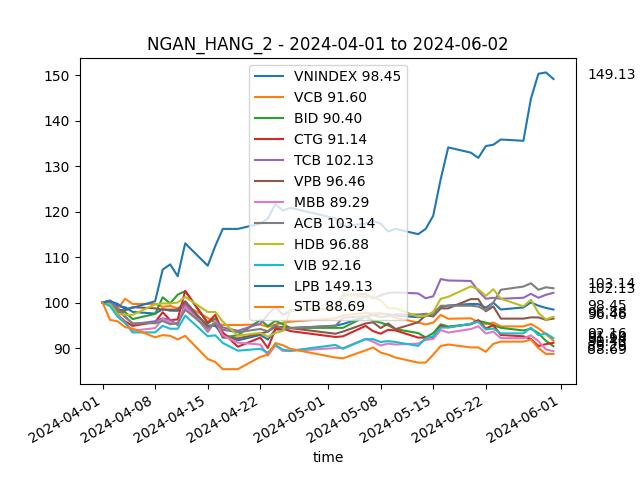 NGAN_HANG_2 - 2024-04-01 to 2024-06-02
150
140
130
120
110
100
90
VNINDEX 98.45
VCB 91.60
BID 90.40
CTG 91.14
TCB 102.13
VPB 96.46
MBB 89.29
ACB 103.14
HDB 96.88
VIB 92.16
LPB 149.13
STB 88.69
149.13
103.14
102.13
98.45
92.16
88.69
2024-04-01
2024-04-08
2024-04-15
2024-04-22
2024-05-01
2024-05-08
2024-05-15
2024-05-22
2024-06-01
time